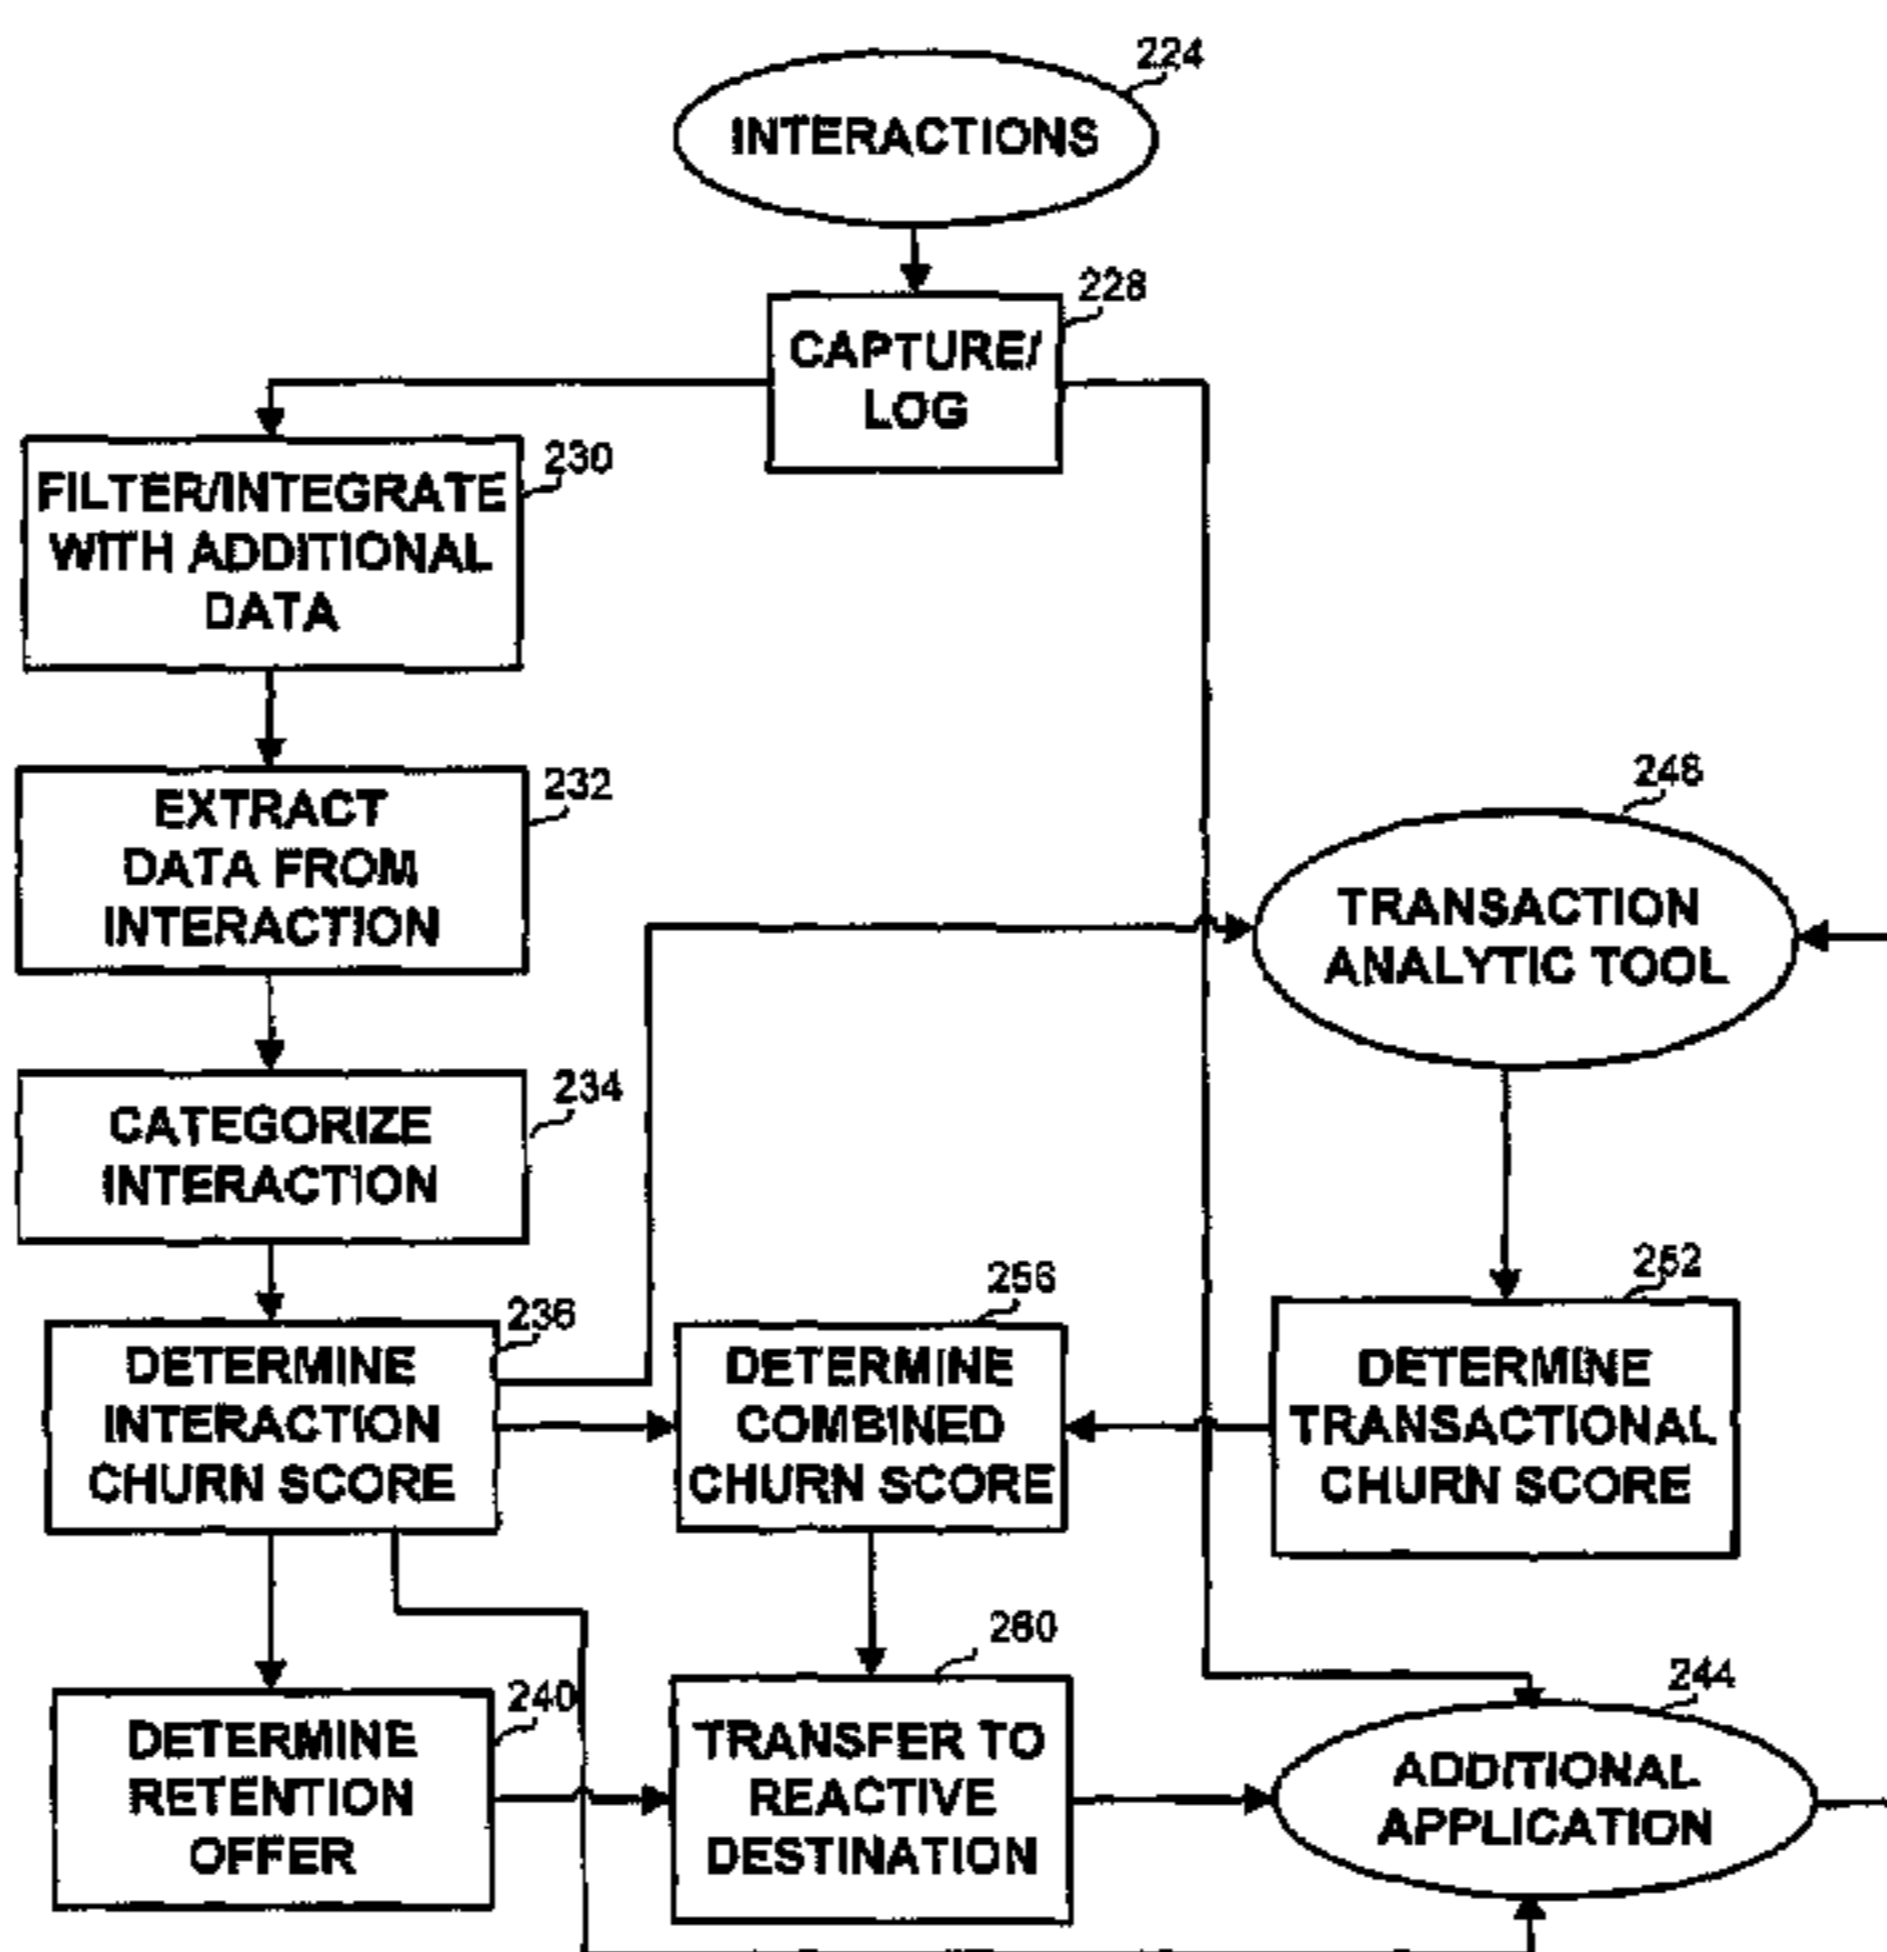 224
INTERACTIONS
228
CAPTURE/
LOG
230
FILTER/INTEGRATE
WITH ADDITIONAL
DATA
232
EXTRACT
DATA FROM
INTERACTION
248
TRANSACTION
ANALYTIC TOOL
234
CATEGORIZE
INTERACTION
236
DETERMINE
INTERACTION
CHURN SCORE
256
DETERMINE
COMBINED
CHURN SCORE
252
DETERMINE
TRANSACTIONAL
CHURN SCORE
240
DETERMINE
RETENTION
OFFER
260
TRANSFER TO
REACTIVE
DESTINATION
244
ADDITIONAL
APPLICATION